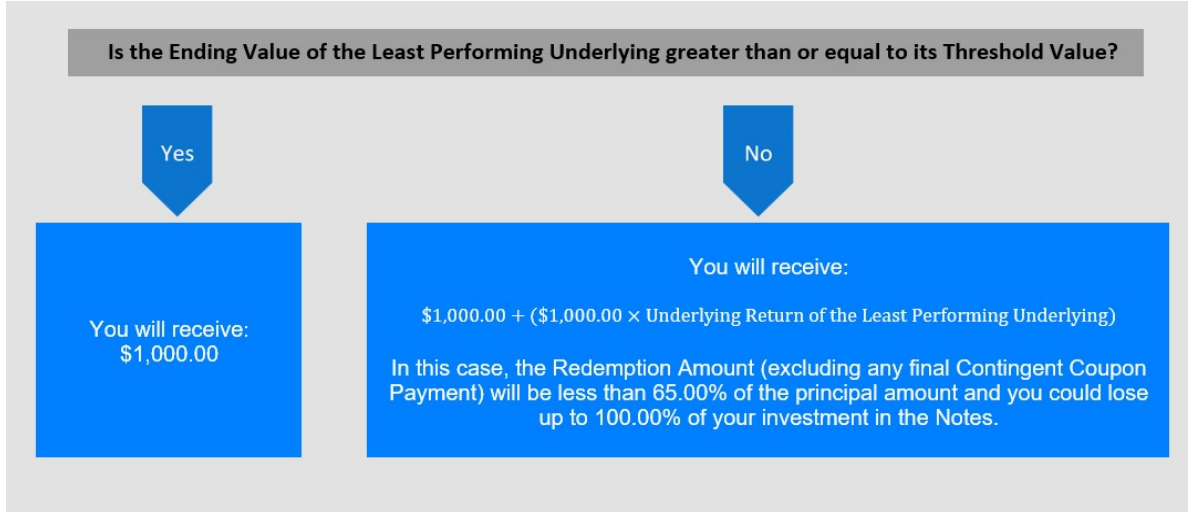 Is the Ending Value of the Least Performing Underlying greater than or equal to its Threshold Value?
Yes
No
You will receive:
$1,000.00
You will receive:
$1,000.00 + ($1,000.00 × Underlying Return of the Least Performing Underlying)
In this case, the Redemption Amount (excluding any final Contingent Coupon
Payment) will be less than 65.00% of the principal amount and you could lose
up to 100.00% of your investment in the Notes.